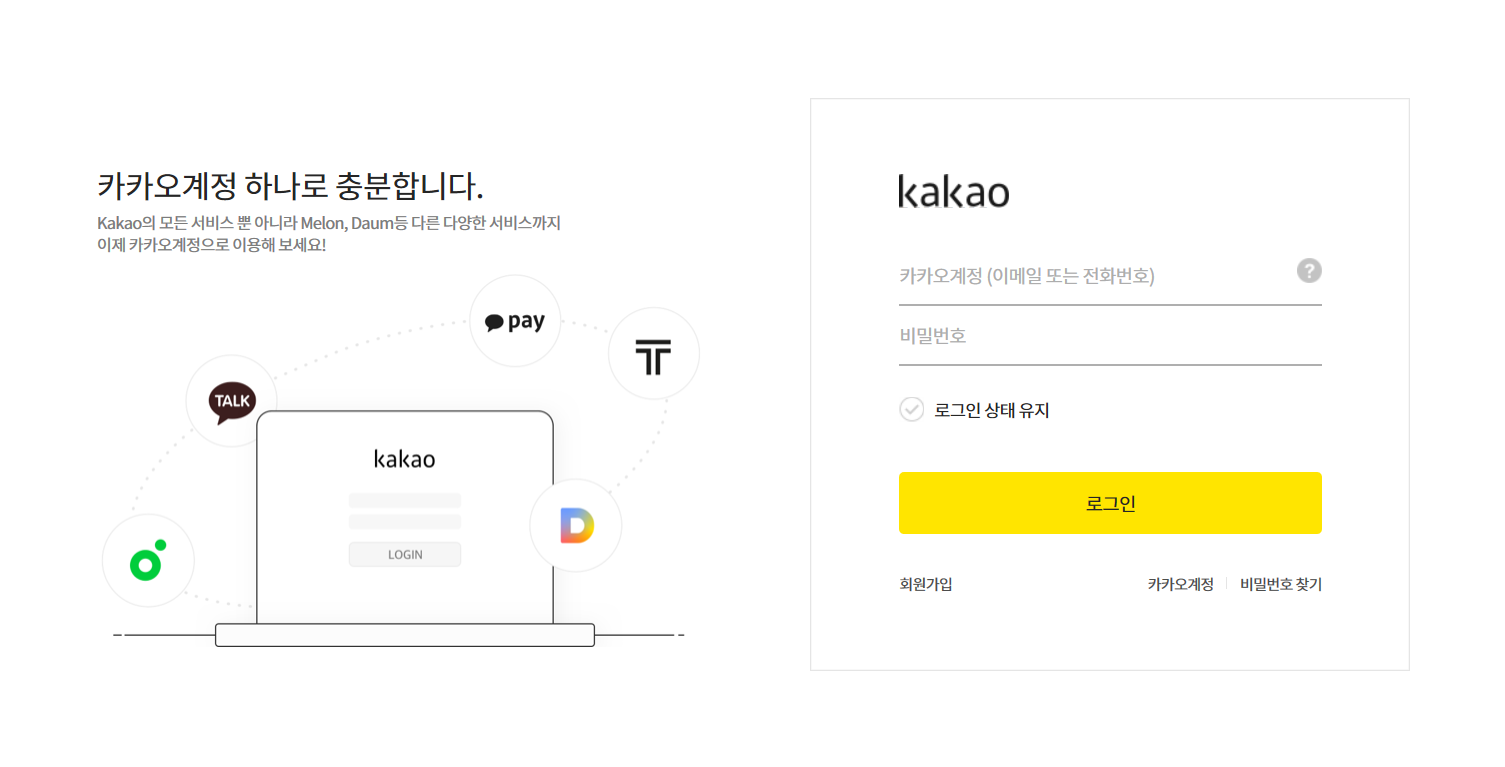 카카오계정 하나로 충분합니다.
Kakao의 모든 서비스 뿐 아니라 Melon, Daum등 다른 다양한 서비스까지
이제 카카오계정으로 이용해 보세요!
pay
T
TALK
kakao
D
LOGIN
kakao
카카오계정 (이메일 또는 전화번호)
?
비밀번호
로그인 상태 유지
로그인
회원가입
카카오계정 | 비밀번호 찾기